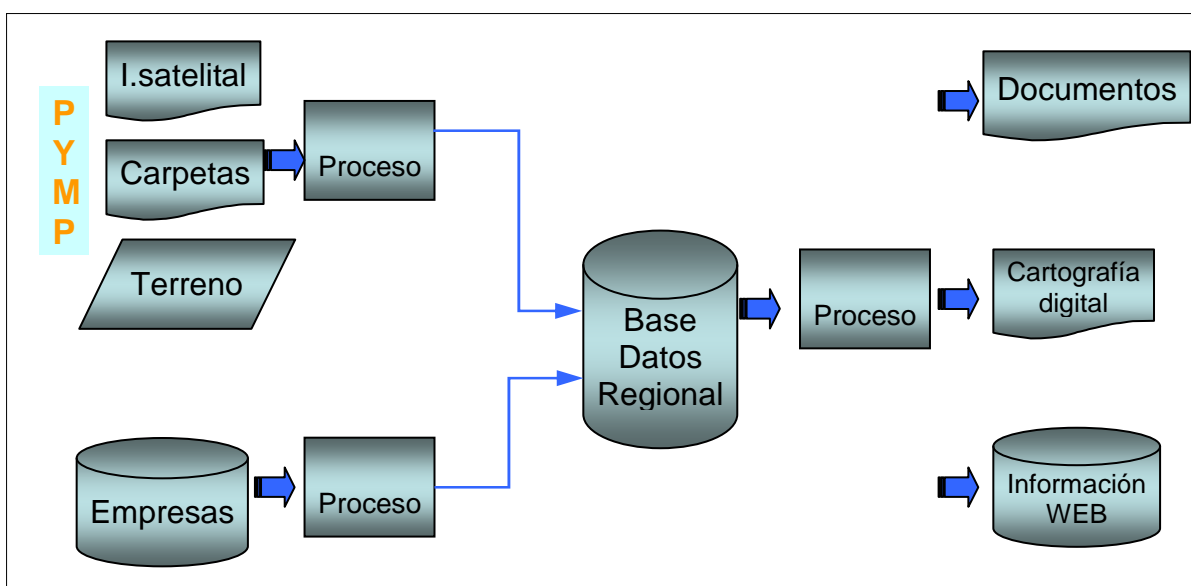 P
Y
M
P
I.satelital
Carpetas
Terreno
Proceso
Empresas
Proceso
Base
Datos
Regional
Proceso
Documentos
Cartografía
digital
Información
WEB